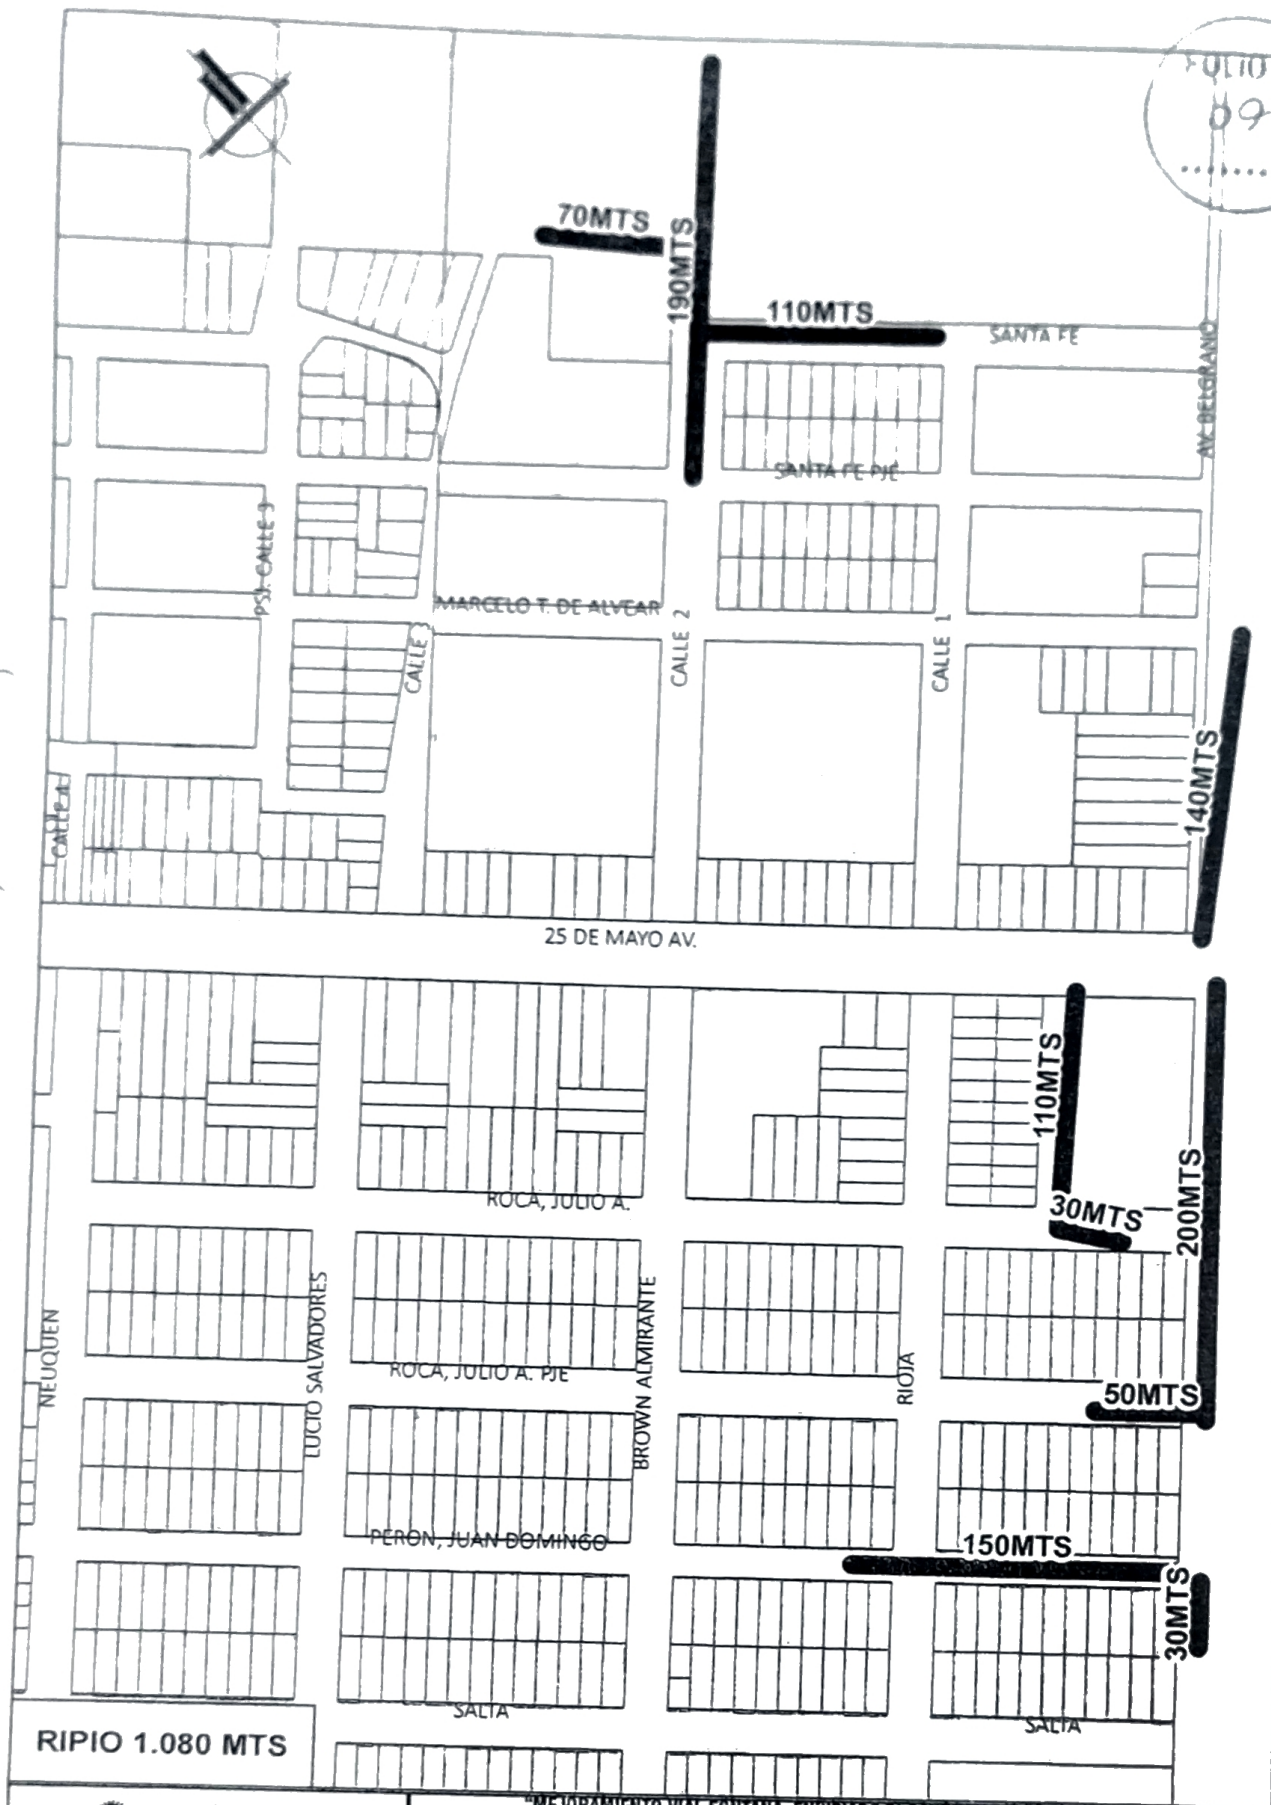 FOLIO
09
70MTS
190MTS
110MTS
SANTA FE
AV. BELGRANO
SANTA FE PJE
PSJ. CALLE 3
MARCELO T. DE ALVEAR
CALLE 3
CALLE 2
CALLE 1
140MTS
CALLE 4
25 DE MAYO AV.
110MTS
200MTS
30MTS
ROCA, JULIO A.
NEUQUEN
LUCIO SALVADORES
BROWN ALMIRANTE
RIOJA
ROCA, JULIO A. PJE
50MTS
PERON, JUAN DOMINGO
150MTS
30MTS
SALTA
SALTA
RIPIO 1.080 MTS